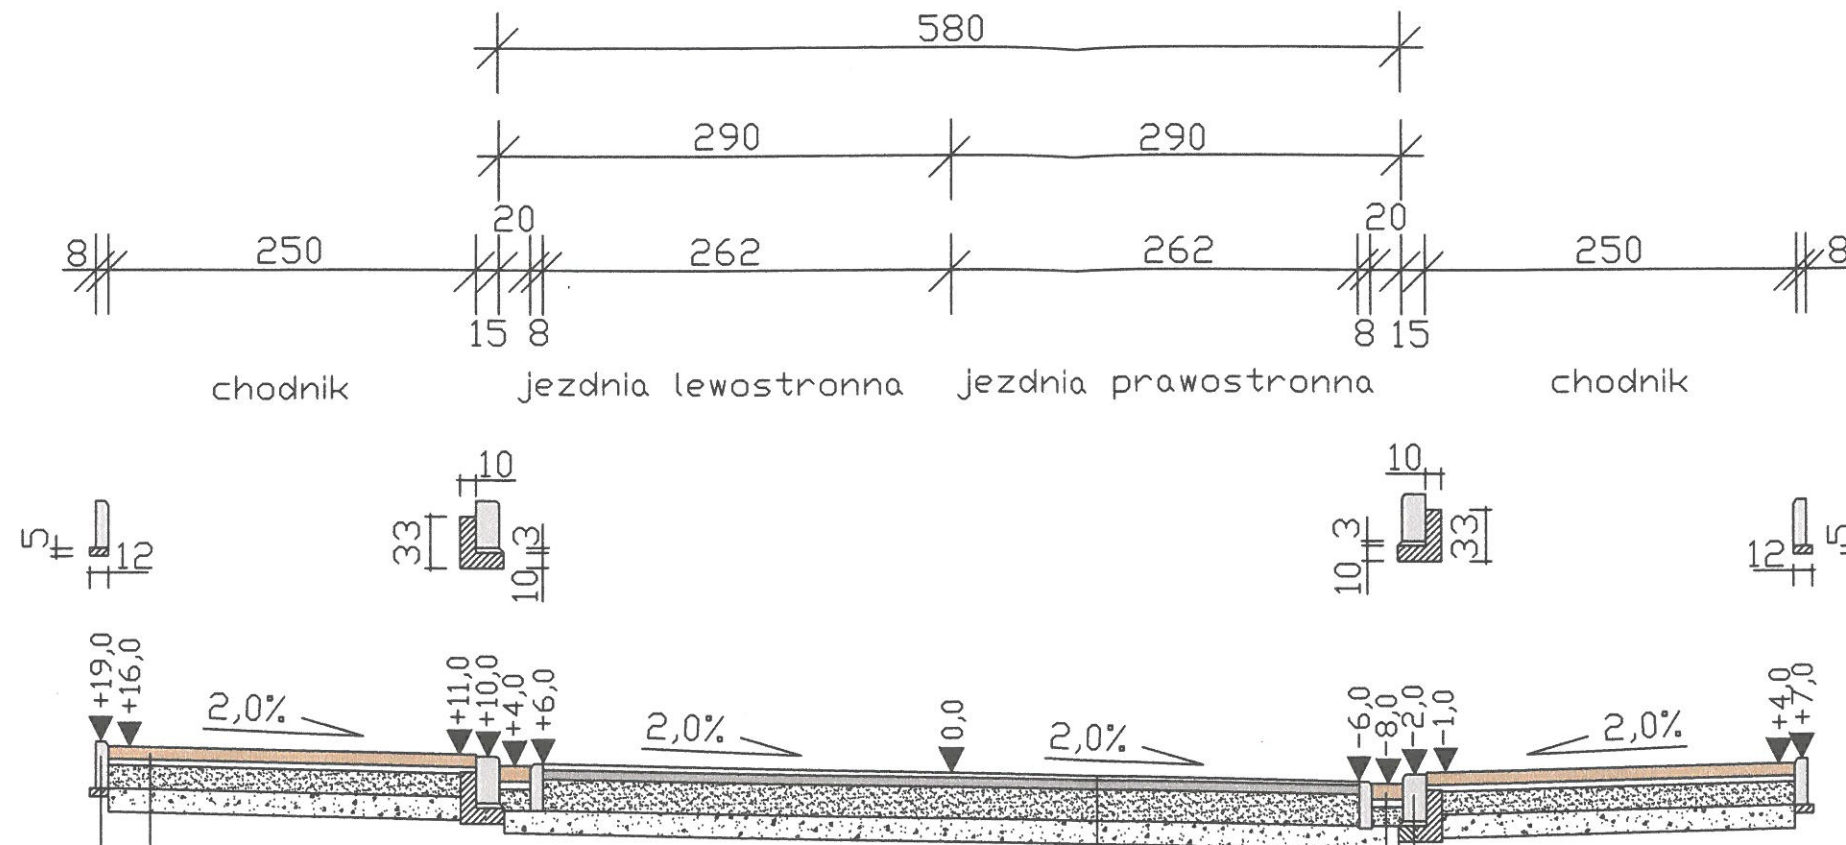 580
290 290
20 20
8 250 262 262 250 8
15 8 8 15
chodnik jezdnia lewostronna jezdnia prawostronna chodnik
10 10
5 12 33 3 10 3 10 33 12 5
+19,0 +16,0 +11,0 +10,0 +4,0 +6,0 0,0 -6,0 -8,0 -2,0 -1,0 +4,0 +7,0
2,0% 2,0% 2,0% 2,0%